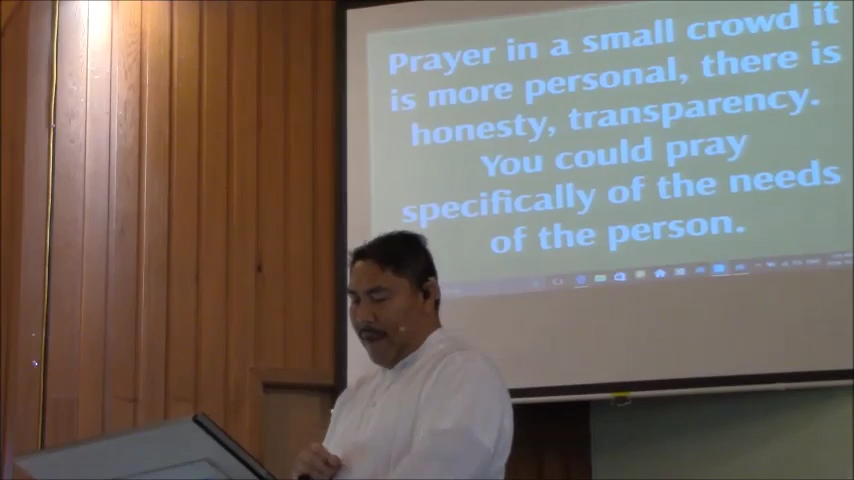 Prayer in a small crowd it
is more personal, there is
honesty, transparency.
You could pray
specifically of the needs
of the person.